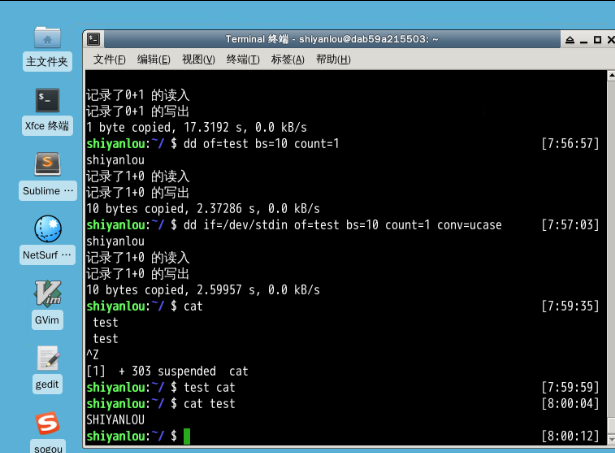 Terminal 终端 - shiyanlou@dab59a215503: ~
文件(F) 编辑(E) 视图(V) 终端(T) 标签(A) 帮助(H)
主文件夹
Xfce 终端
Sublime …
NetSurf …
GVim
gedit
sogou
记录了0+1 的读入
记录了0+1 的写出
1 byte copied, 17.3192 s, 0.0 kB/s
shiyanlou:~/ $ dd of=test bs=10 count=1 [7:56:57]
shiyanlou
记录了1+0 的读入
记录了1+0 的写出
10 bytes copied, 2.37286 s, 0.0 kB/s
shiyanlou:~/ $ dd if=/dev/stdin of=test bs=10 count=1 conv=ucase [7:57:03]
shiyanlou
记录了1+0 的读入
记录了1+0 的写出
10 bytes copied, 2.59957 s, 0.0 kB/s
shiyanlou:~/ $ cat [7:59:35]
test
test
^Z
[1] + 303 suspended cat
shiyanlou:~/ $ test cat [7:59:59]
shiyanlou:~/ $ cat test [8:00:04]
SHIYANLOU
shiyanlou:~/ $ [8:00:12]